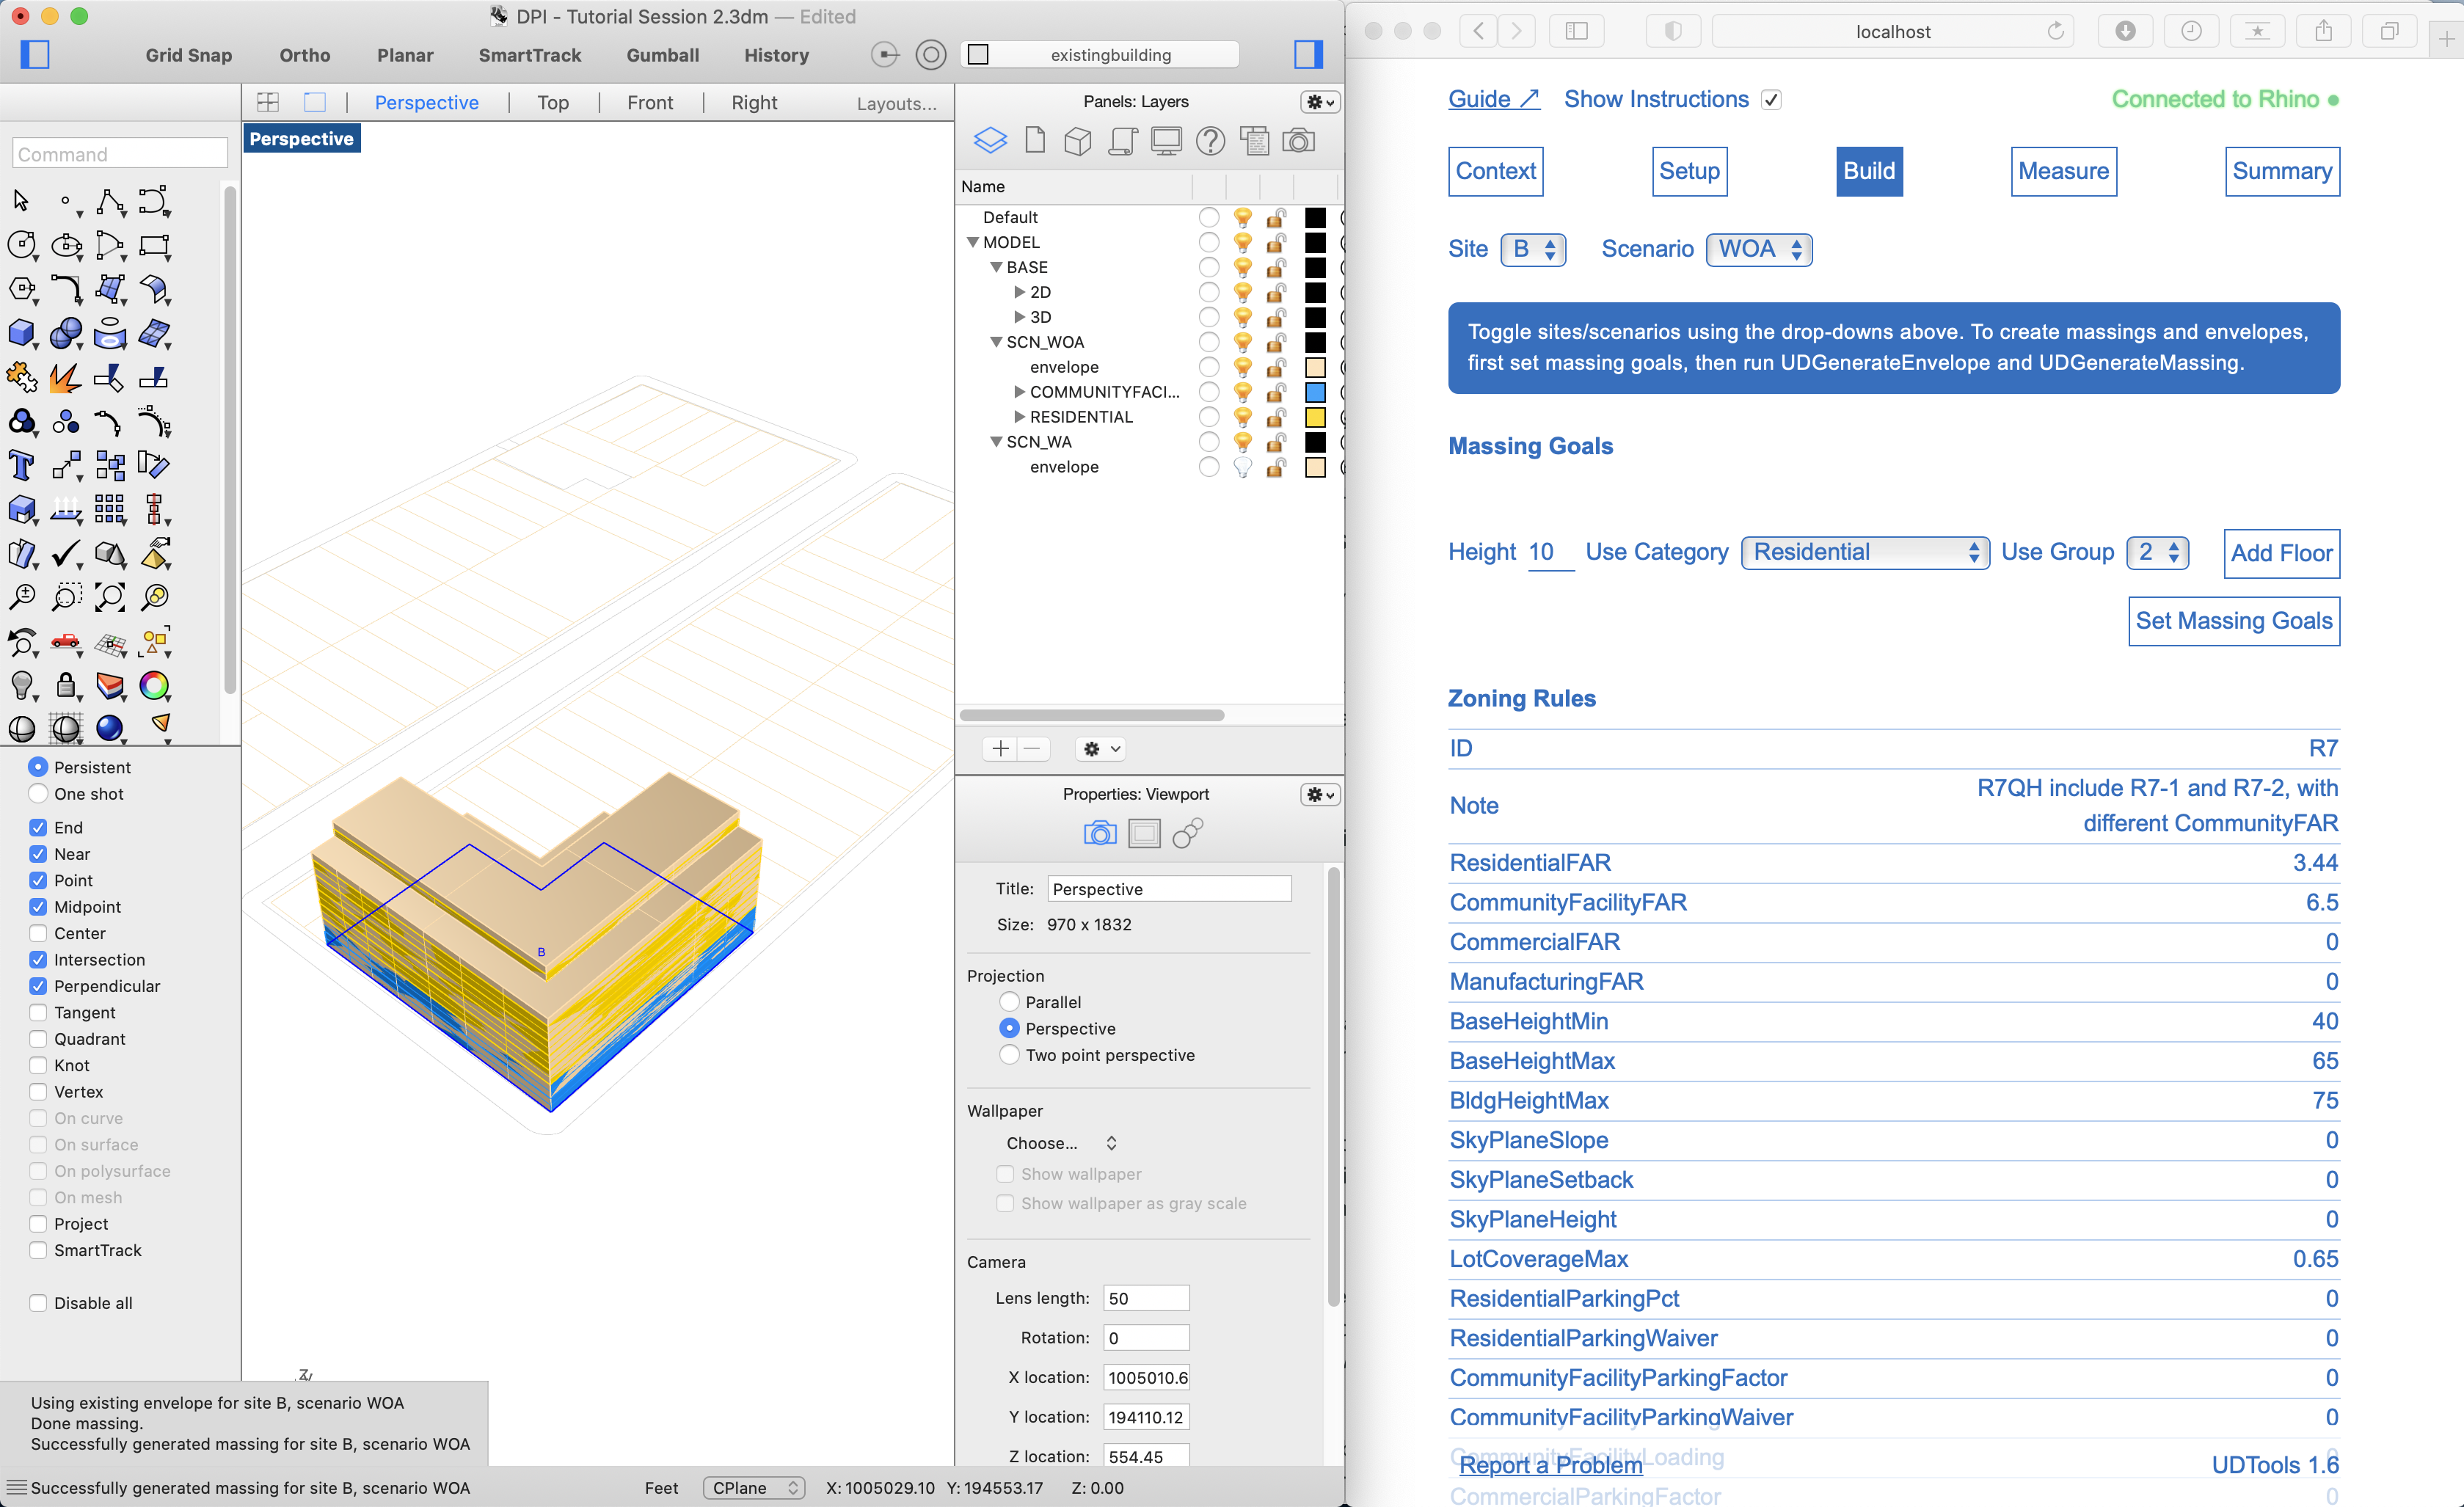 DPI - Tutorial Session 2.3dm — Edited
Grid Snap
Ortho
Planar
SmartTrack
Gumball
History
existingbuilding
Perspective
Top
Front
Right
Layouts...
Perspective
Command
B
Persistent
One shot
End
Near
Point
Midpoint
Center
Intersection
Perpendicular
Tangent
Quadrant
Knot
Vertex
On curve
On surface
On polysurface
On mesh
Project
SmartTrack
Disable all
Using existing envelope for site B, scenario WOA
Done massing.
Successfully generated massing for site B, scenario WOA
Successfully generated massing for site B, scenario WOA
Feet
CPlane
X: 1005029.10 Y: 194553.17
Z: 0.00
Panels: Layers
Name
Default
MODEL
BASE
2D
3D
SCN_WOA
envelope
COMMUNITYFACI...
RESIDENTIAL
SCN_WA
envelope
Properties: Viewport
Title: Perspective
Size: 970 x 1832
Projection
Parallel
Perspective
Two point perspective
Wallpaper
Choose...
Show wallpaper
Show wallpaper as gray scale
Camera
Lens length: 50
Rotation: 0
X location: 1005010.6
Y location: 194110.12
Z location: 554.45
localhost
Guide ↗ Show Instructions
Connected to Rhino
Context
Setup
Build
Measure
Summary
Site B Scenario WOA
Toggle sites/scenarios using the drop-downs above. To create massings and envelopes,
first set massing goals, then run UDGenerateEnvelope and UDGenerateMassing.
Massing Goals
Height 10 Use Category Residential Use Group 2 Add Floor
Set Massing Goals
Zoning Rules
ID R7
Note R7QH include R7-1 and R7-2, with
different CommunityFAR
ResidentialFAR 3.44
CommunityFacilityFAR 6.5
CommercialFAR 0
ManufacturingFAR 0
BaseHeightMin 40
BaseHeightMax 65
BldgHeightMax 75
SkyPlaneSlope 0
SkyPlaneSetback 0
SkyPlaneHeight 0
LotCoverageMax 0.65
ResidentialParkingPct 0
ResidentialParkingWaiver 0
CommunityFacilityParkingFactor 0
CommunityFacilityParkingWaiver 0
CommunityFacilityLoading 0
Report a Problem
UDTools 1.6
CommercialParkingFactor 0